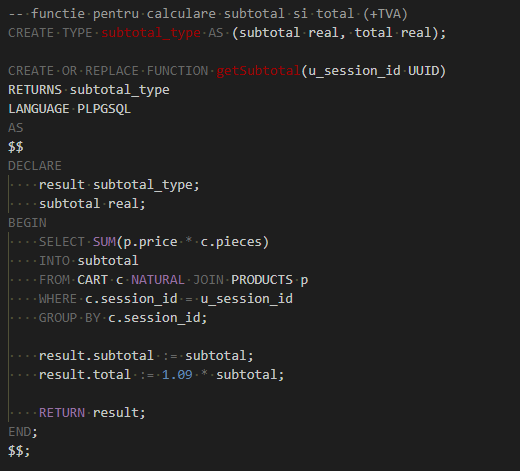 -- functie pentru calculare subtotal si total (+TVA)
CREATE TYPE subtotal_type AS (subtotal real, total real);

CREATE OR REPLACE FUNCTION getSubtotal(u_session_id UUID)
RETURNS subtotal_type
LANGUAGE PLPGSQL
AS
$$
DECLARE
    result subtotal_type;
    subtotal real;
BEGIN
    SELECT SUM(p.price * c.pieces)
    INTO subtotal
    FROM CART c NATURAL JOIN PRODUCTS p
    WHERE c.session_id = u_session_id
    GROUP BY c.session_id;

    result.subtotal := subtotal;
    result.total := 1.09 * subtotal;

    RETURN result;
END;
$$;